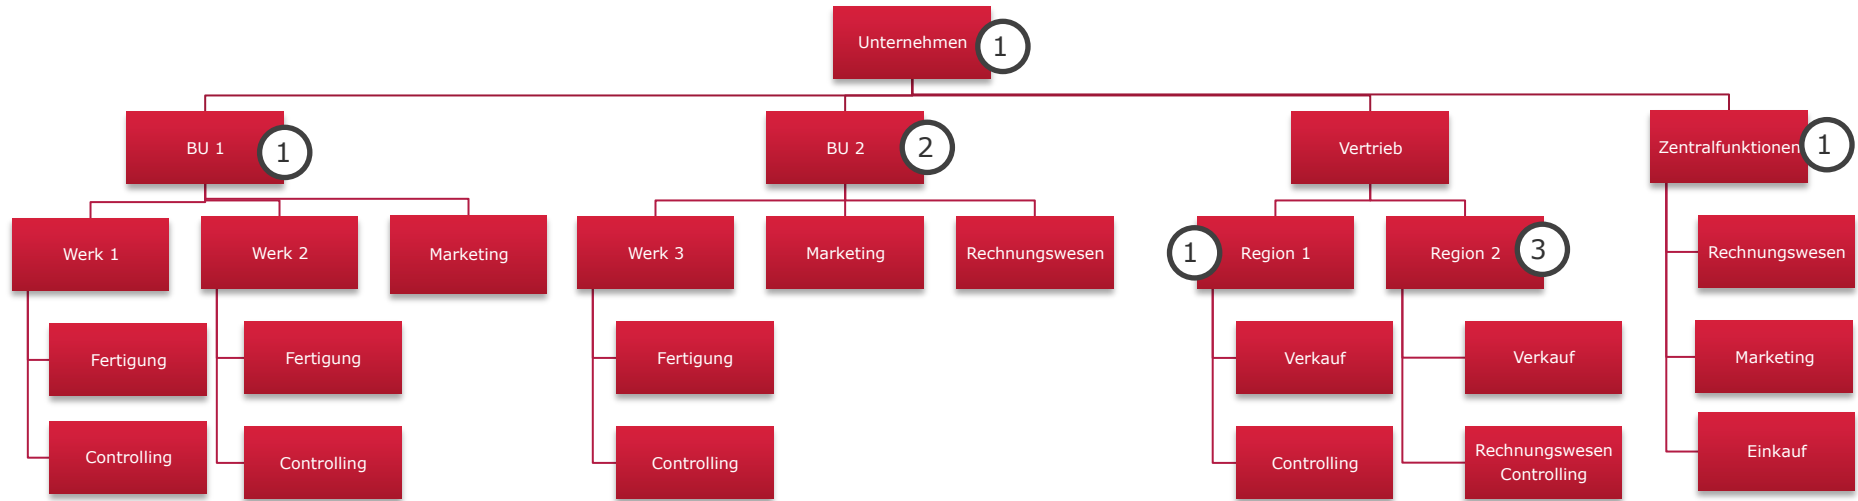 Unternehmen 1
BU 1 1
BU 2 2
Vertrieb
Zentralfunktionen 1
Werk 1
Werk 2
Marketing
Werk 3
Marketing
Rechnungswesen
1 Region 1
Region 2 3
Rechnungswesen
Fertigung
Fertigung
Fertigung
Verkauf
Verkauf
Marketing
Controlling
Controlling
Controlling
Controlling
Rechnungswesen
Controlling
Einkauf